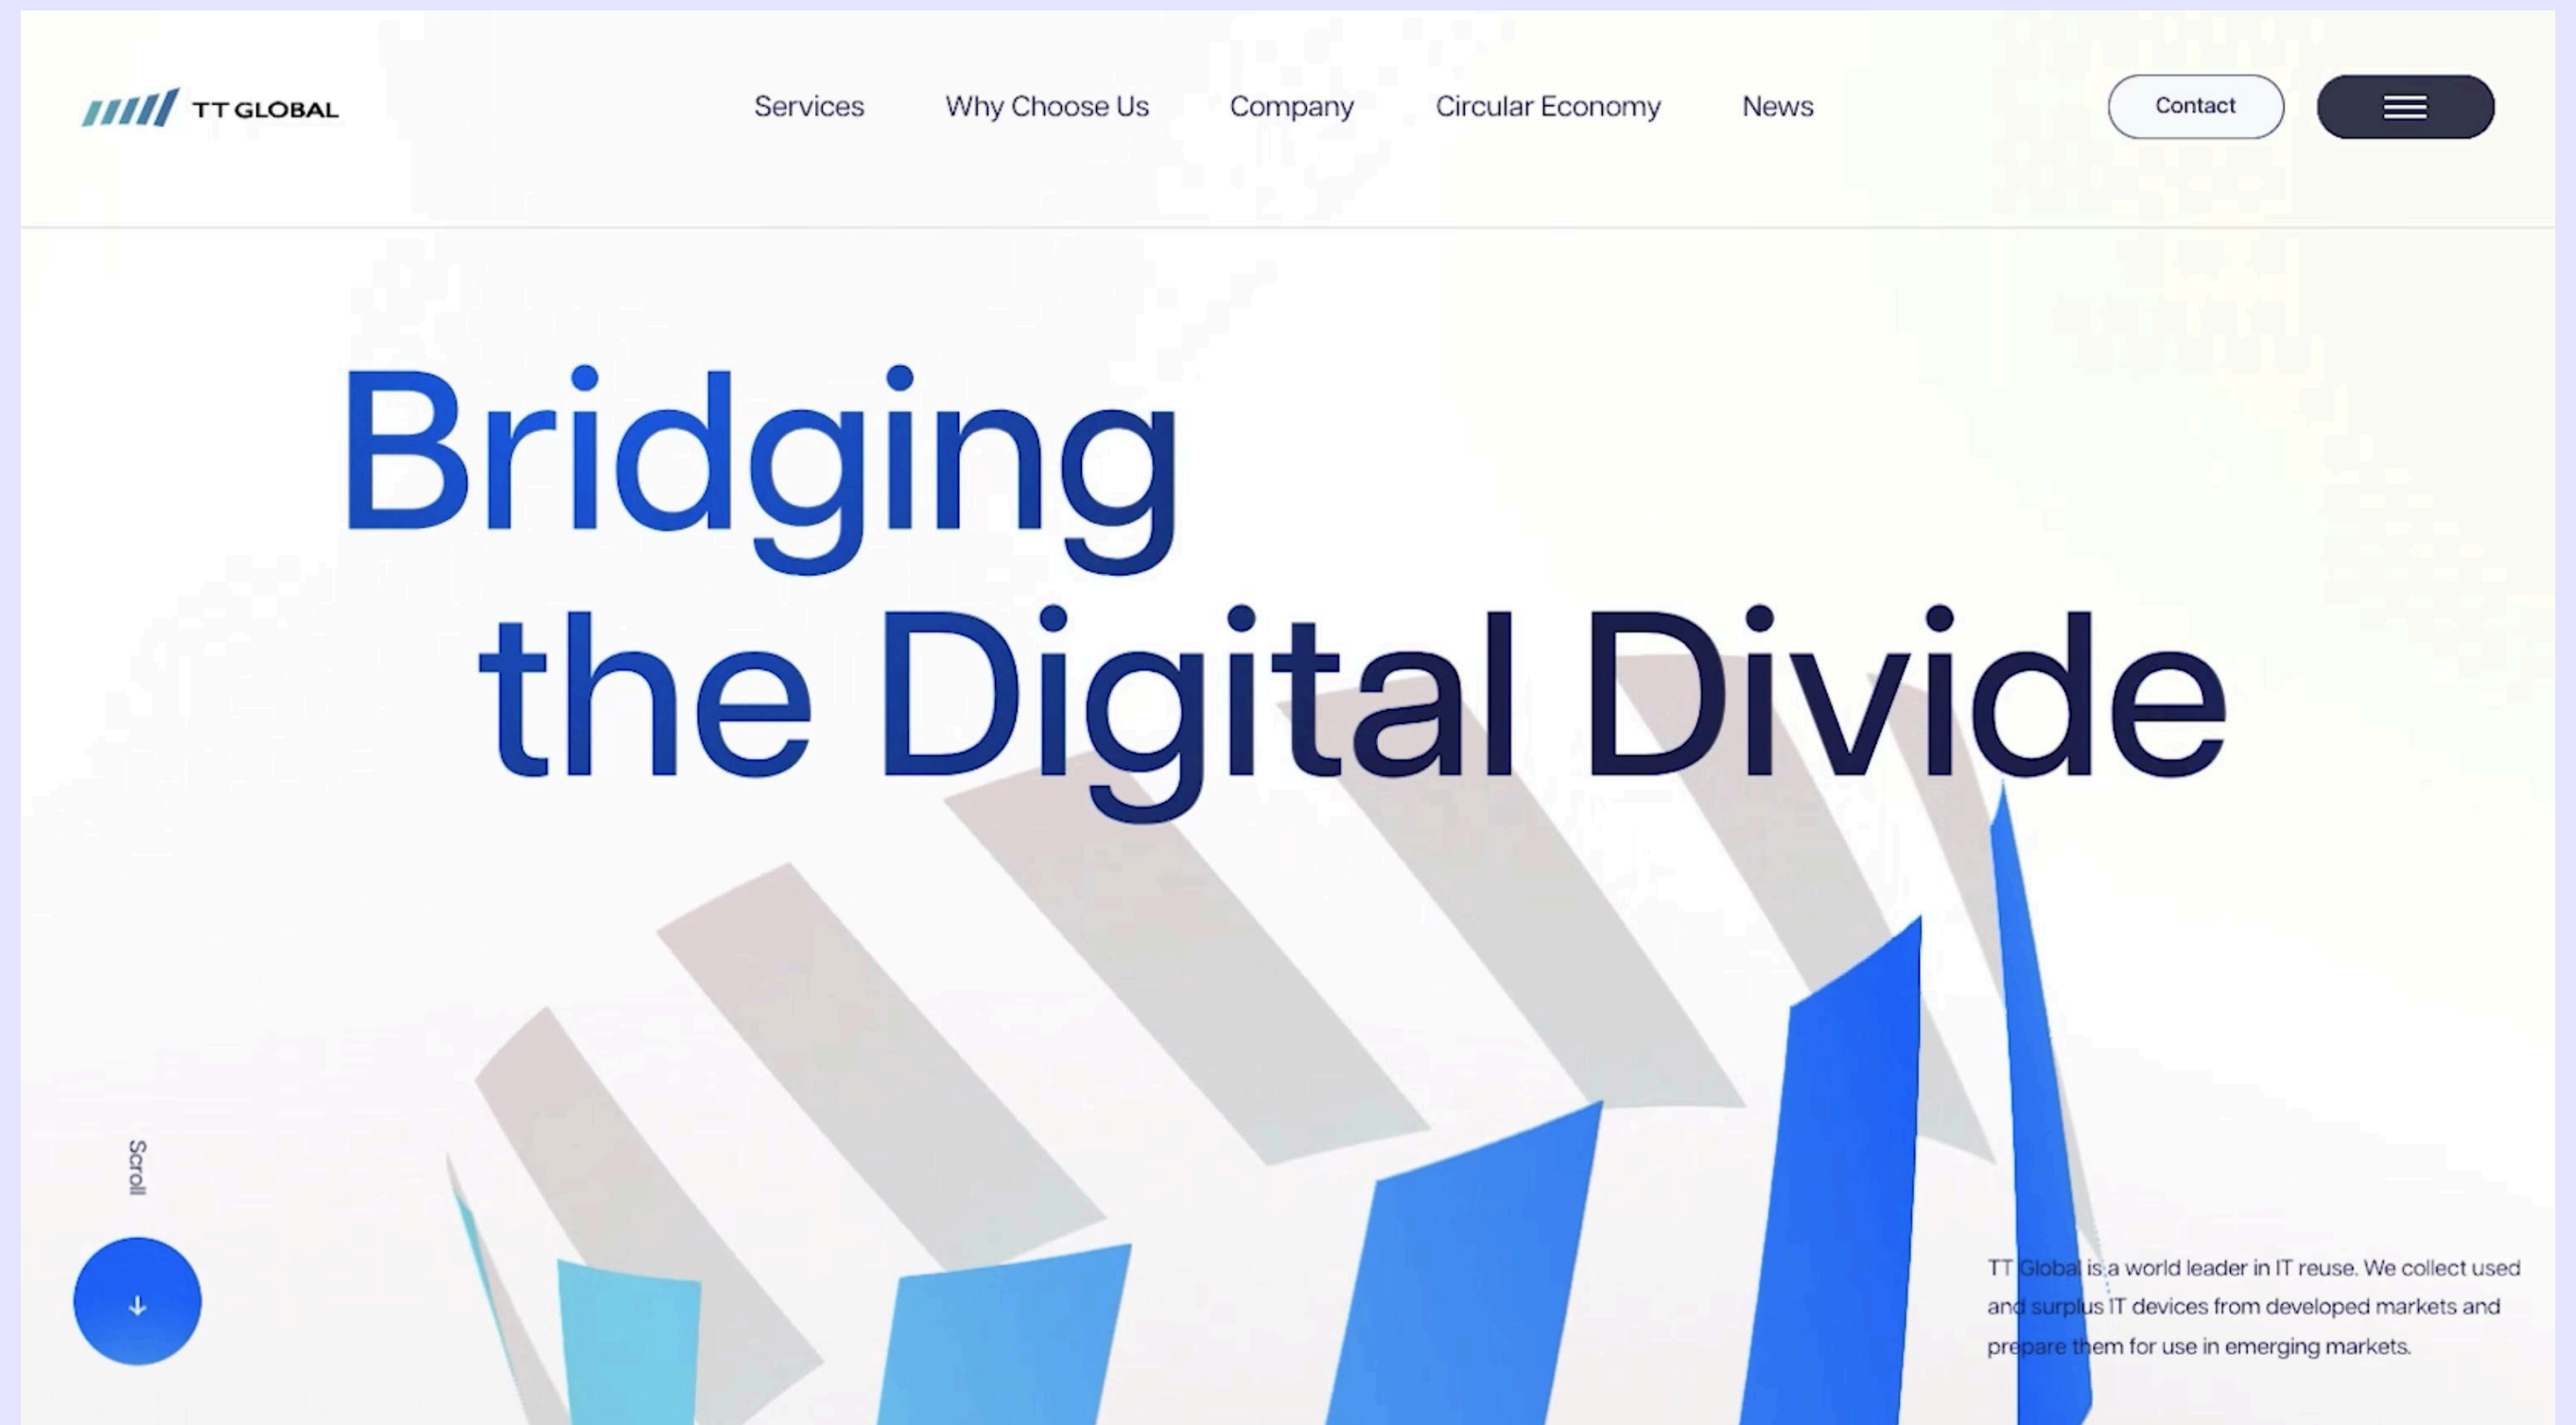 TT GLOBAL
Services
Why Choose Us
Company
Circular Economy
News
Contact
Bridging
the Digital Divide
Scroll
TT Global is a world leader in IT reuse. We collect used
and surplus IT devices from developed markets and
prepare them for use in emerging markets.